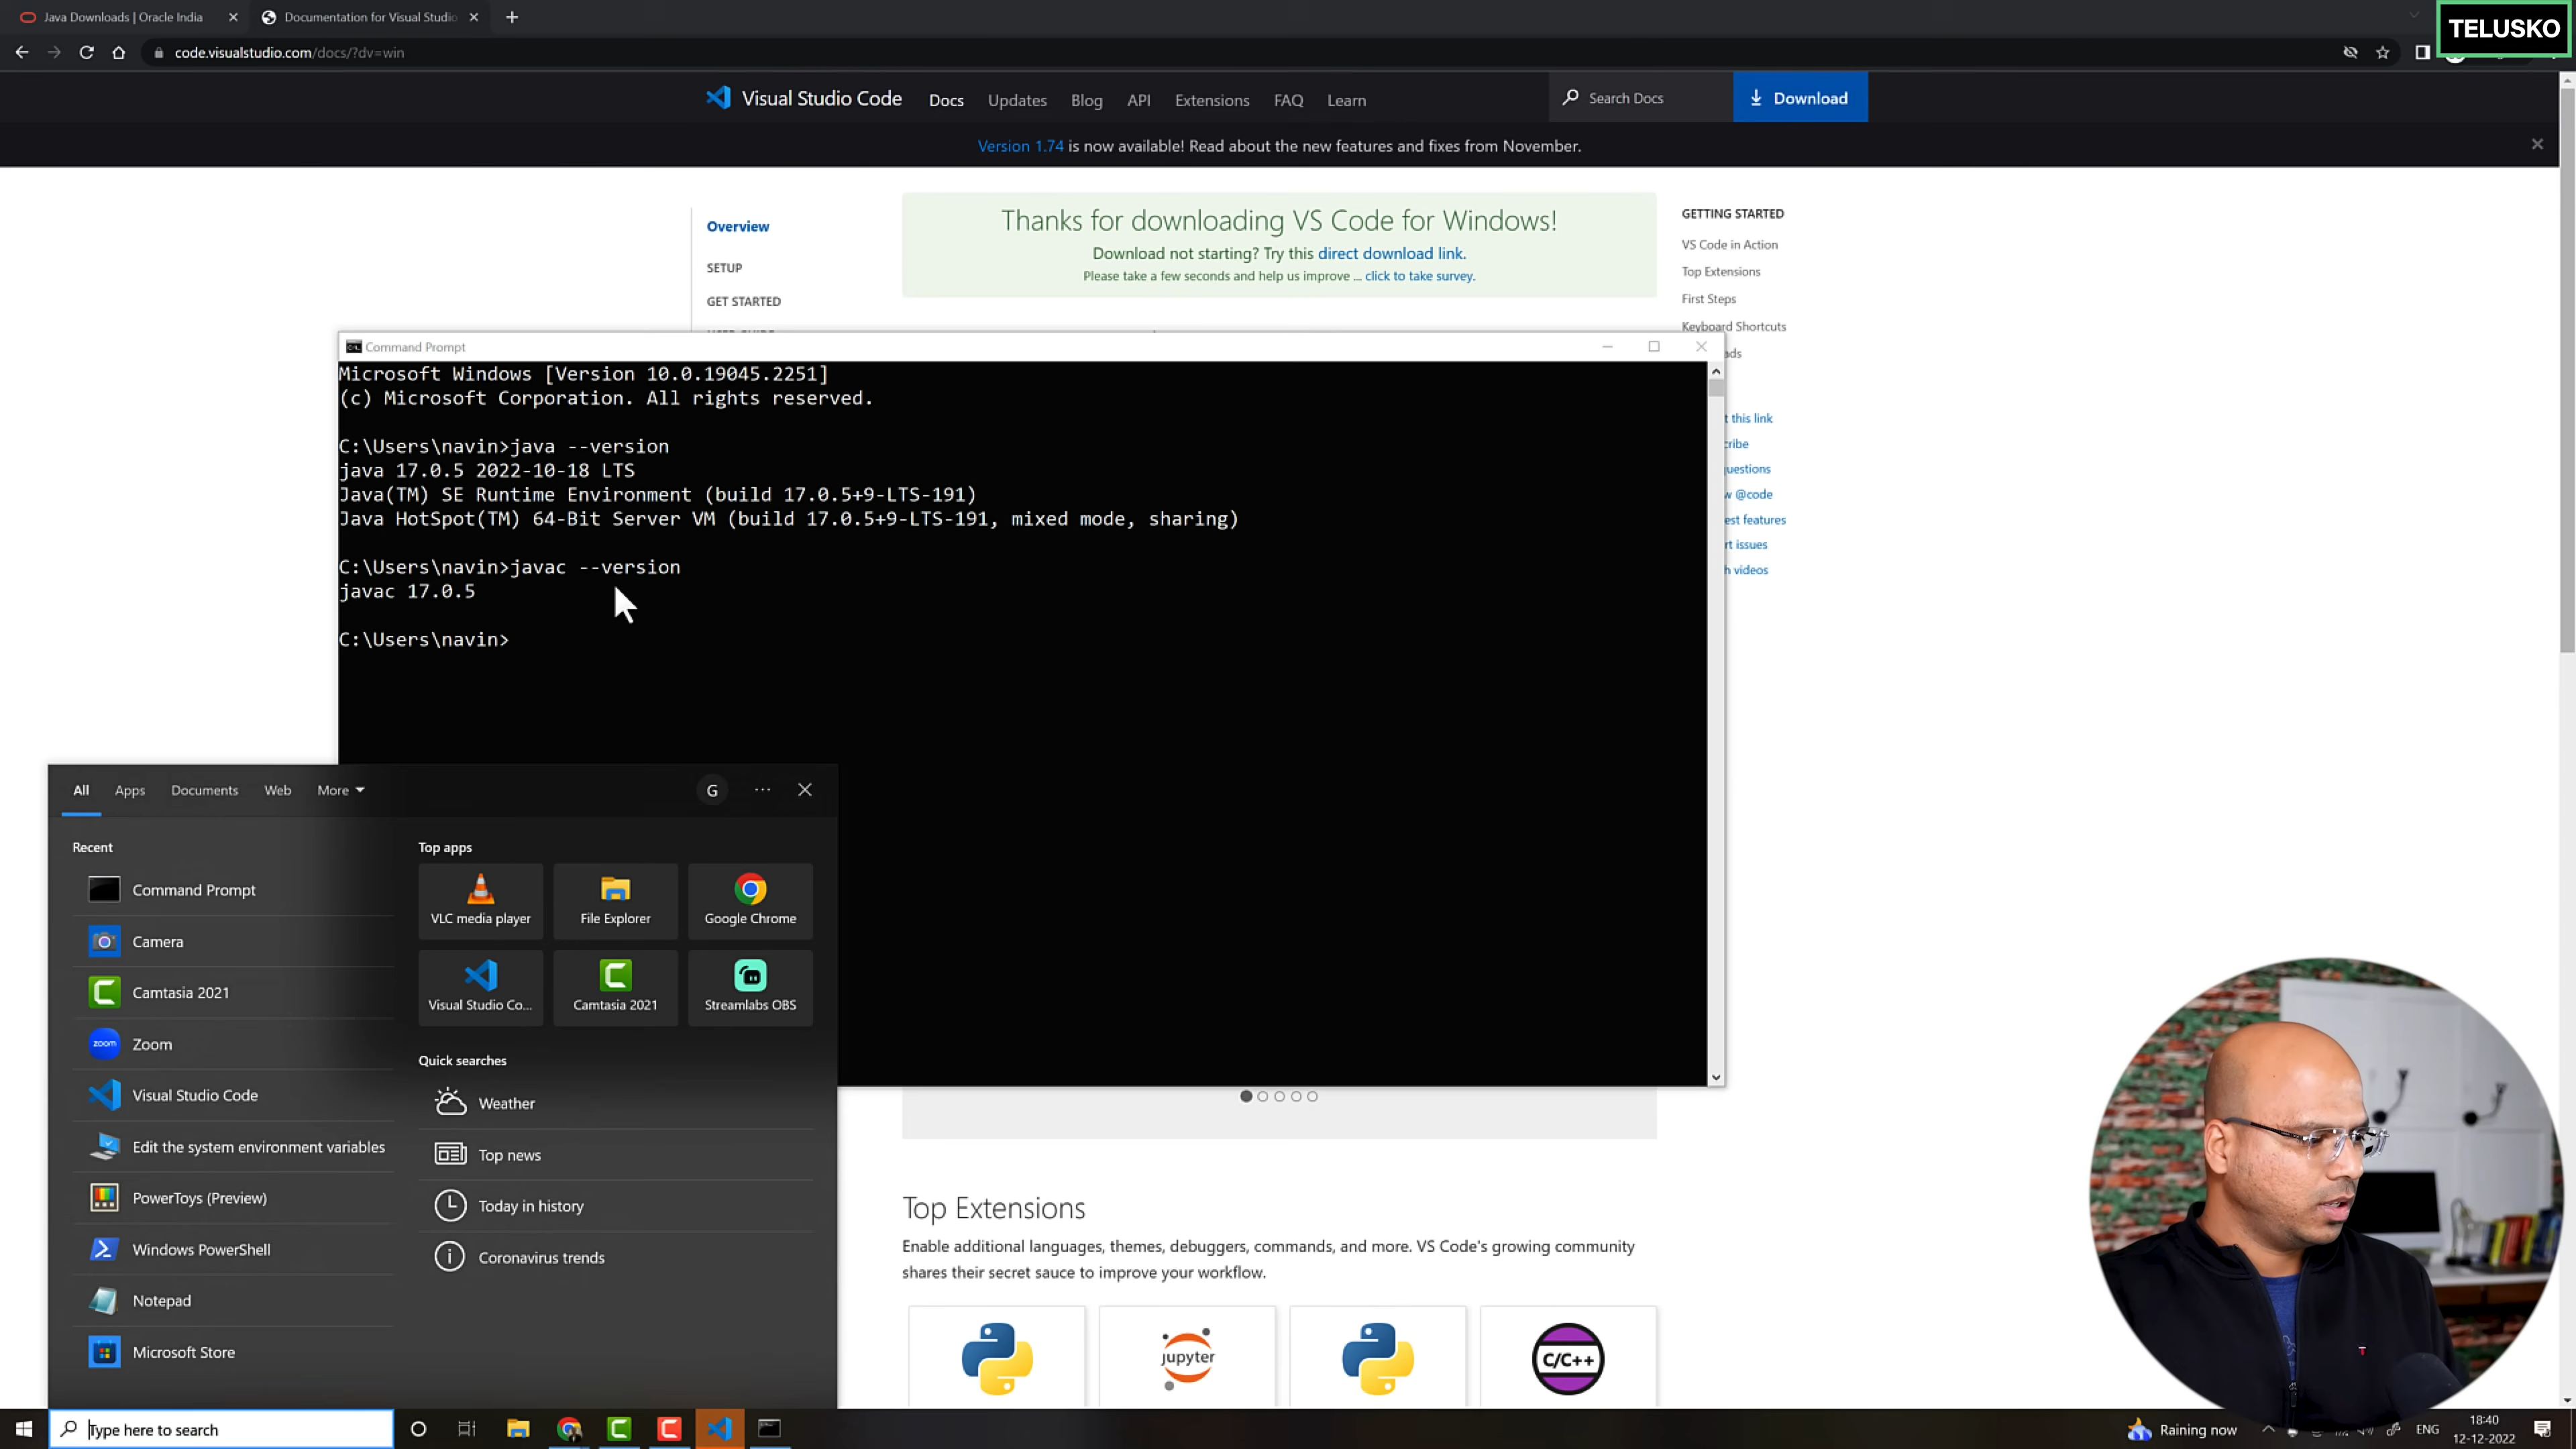 Java Downloads | Oracle India
Documentation for Visual Studio
TELUSKO
code.visualstudio.com/docs/?dv=win
Visual Studio Code
Docs
Updates
Blog
API
Extensions
FAQ
Learn
Search Docs
Download
Version 1.74 is now available! Read about the new features and fixes from November.
Overview
SETUP
GET STARTED
Thanks for downloading VS Code for Windows!
Download not starting? Try this direct download link.
Please take a few seconds and help us improve ... click to take survey.
GETTING STARTED
VS Code in Action
Top Extensions
First Steps
Keyboard Shortcuts
ads
t this link
cribe
uestions
w @code
est features
rt issues
h videos
Command Prompt
Microsoft Windows [Version 10.0.19045.2251]
(c) Microsoft Corporation. All rights reserved.
C:\Users\navin>java --version
java 17.0.5 2022-10-18 LTS
Java(TM) SE Runtime Environment (build 17.0.5+9-LTS-191)
Java HotSpot(TM) 64-Bit Server VM (build 17.0.5+9-LTS-191, mixed mode, sharing)
C:\Users\navin>javac --version
javac 17.0.5
C:\Users\navin>
All
Apps
Documents
Web
More
G
Recent
Command Prompt
Camera
Camtasia 2021
zoom
Zoom
Visual Studio Code
Edit the system environment variables
PowerToys (Preview)
Windows PowerShell
Notepad
Microsoft Store
Top apps
VLC media player
File Explorer
Google Chrome
Visual Studio Co...
Camtasia 2021
Streamlabs OBS
Quick searches
Weather
Top news
Today in history
Coronavirus trends
Top Extensions
Enable additional languages, themes, debuggers, commands, and more. VS Code's growing community
shares their secret sauce to improve your workflow.
jupyter
C/C++
Type here to search
Raining now
ENG
18:40
12-12-2022